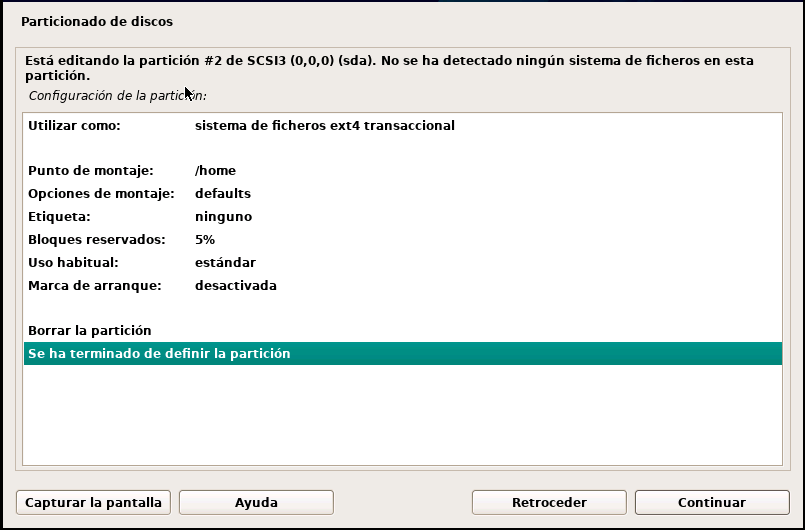 Particionado de discos
Está editando la partición #2 de SCSI3 (0,0,0) (sda). No se ha detectado ningún sistema de ficheros en esta
partición.
Configuración de la partición:
Utilizar como: sistema de ficheros ext4 transaccional
Punto de montaje: /home
Opciones de montaje: defaults
Etiqueta: ninguno
Bloques reservados: 5%
Uso habitual: estándar
Marca de arranque: desactivada
Borrar la partición
Se ha terminado de definir la partición
Capturar la pantalla Ayuda Retroceder Continuar